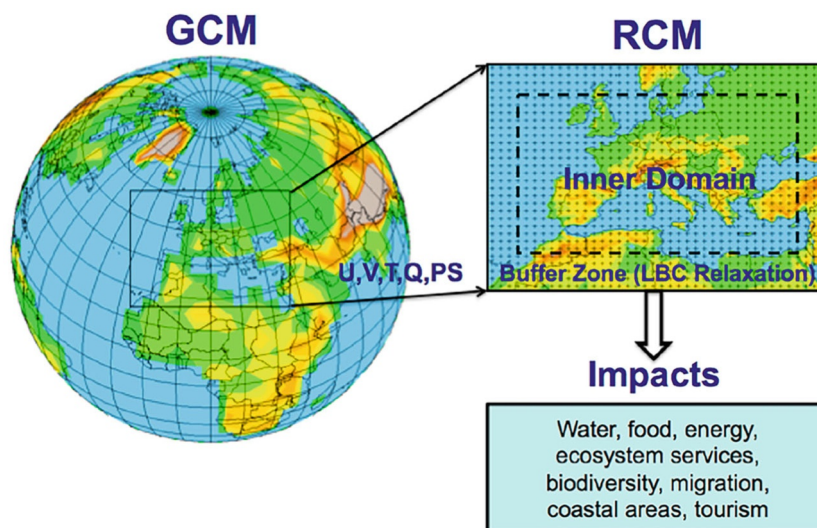 GCM
RCM
Inner Domain
U,V,T,Q,PS
Buffer Zone (LBC Relaxation)
Impacts
Water, food, energy,
ecosystem services,
biodiversity, migration,
coastal areas, tourism